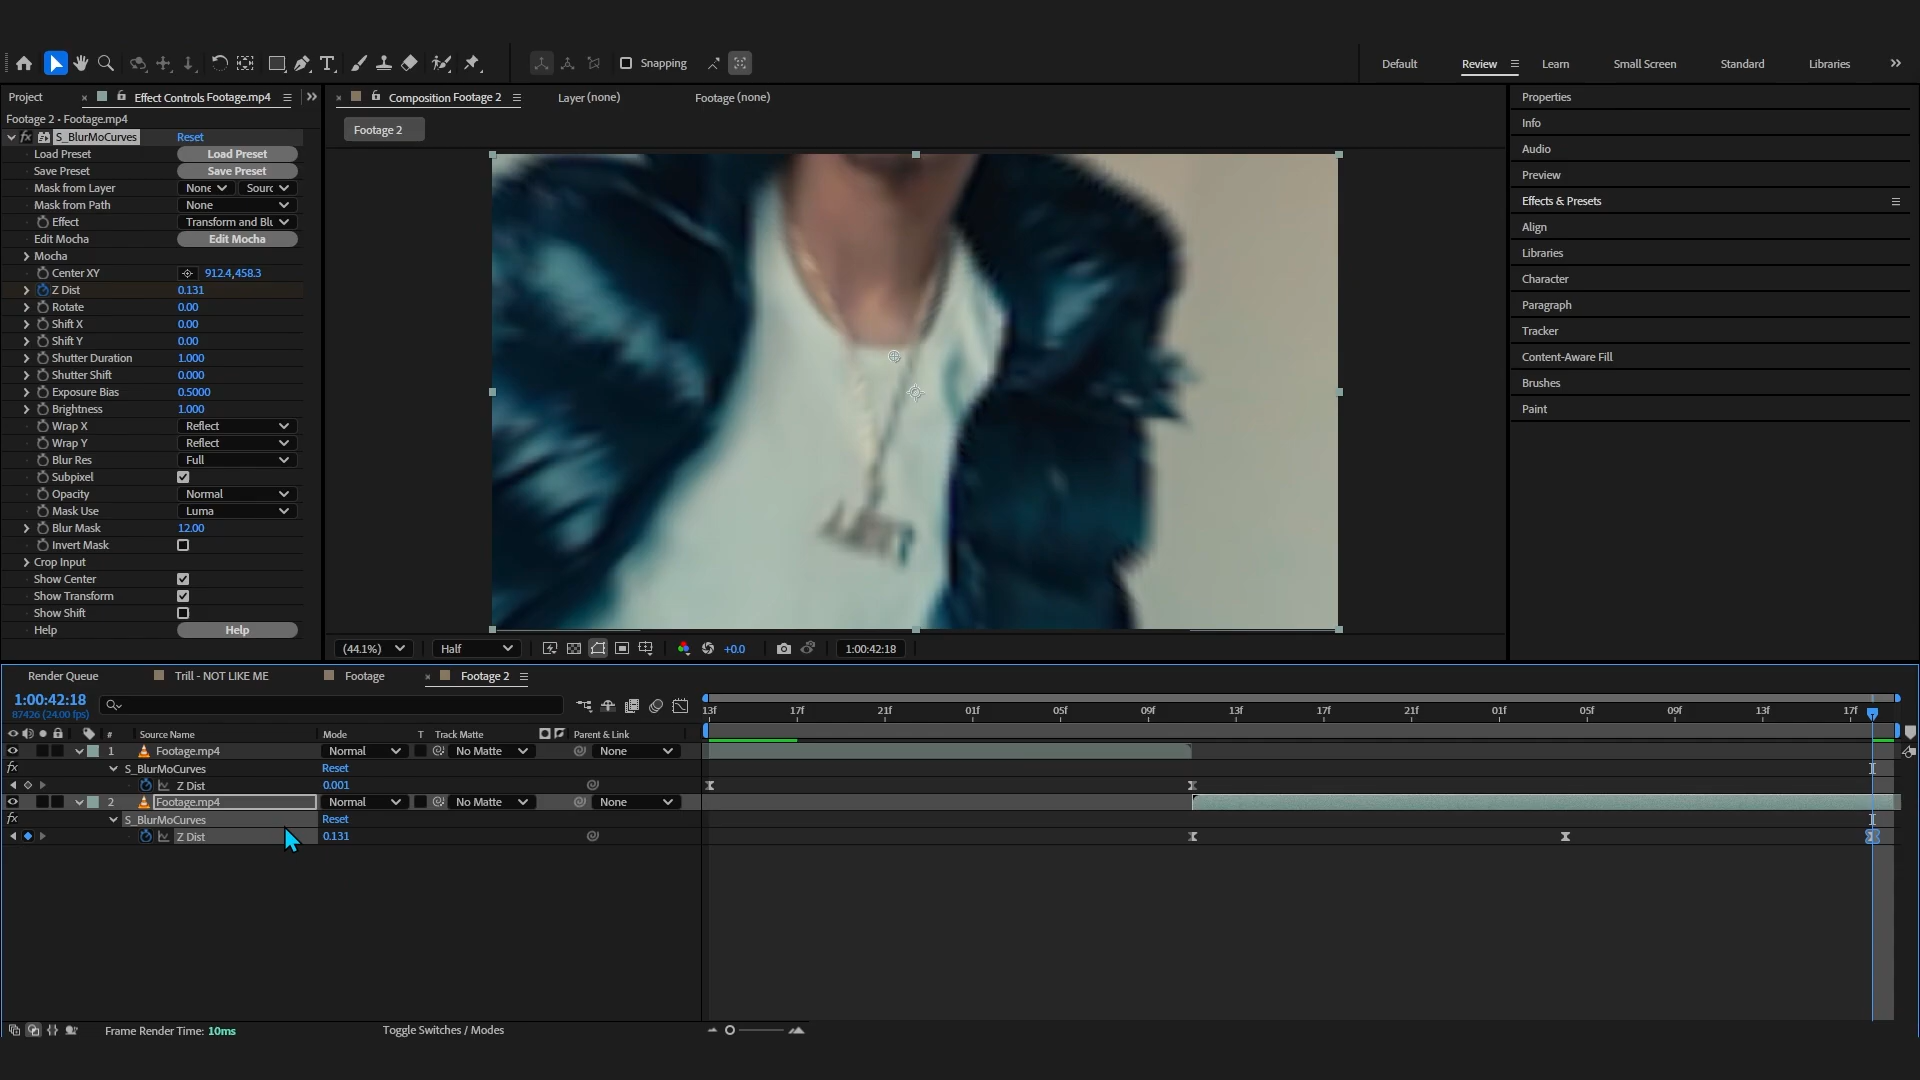 Snapping
Default
Review
Learn
Small Screen
Standard
Libraries
Project
Effect Controls Footage.mp4
Composition Footage 2
Layer (none)
Footage (none)
Footage 2 • Footage.mp4
Footage 2
S_BlurMoCurves Reset
Load Preset Load Preset
Save Preset Save Preset
Mask from Layer None Sourc
Mask from Path None
Effect Transform and Blu
Edit Mocha Edit Mocha
Mocha
Center XY 912.4,458.3
Z Dist 0.131
Rotate 0.00
Shift X 0.00
Shift Y 0.00
Shutter Duration 1.000
Shutter Shift 0.000
Exposure Bias 0.5000
Brightness 1.000
Wrap X Reflect
Wrap Y Reflect
Blur Res Full
Subpixel
Opacity Normal
Mask Use Luma
Blur Mask 12.00
Invert Mask
Crop Input
Show Center
Show Transform
Show Shift
Help Help
(44.1%) Half +0.0 1:00:42:18
Properties
Info
Audio
Preview
Effects & Presets
Align
Libraries
Character
Paragraph
Tracker
Content-Aware Fill
Brushes
Paint
Render Queue
Trill - NOT LIKE ME
Footage
Footage 2
1:00:42:18
87426 (24.00 fps)
13f 17f 21f 01f 05f 09f 13f 17f 21f 01f 05f 09f 13f 17f
# Source Name Mode T Track Matte Parent & Link
1 Footage.mp4 Normal No Matte None
fx S_BlurMoCurves Reset
Z Dist 0.001
2 Footage.mp4 Normal No Matte None
fx S_BlurMoCurves Reset
Z Dist 0.131
Frame Render Time: 10ms
Toggle Switches / Modes